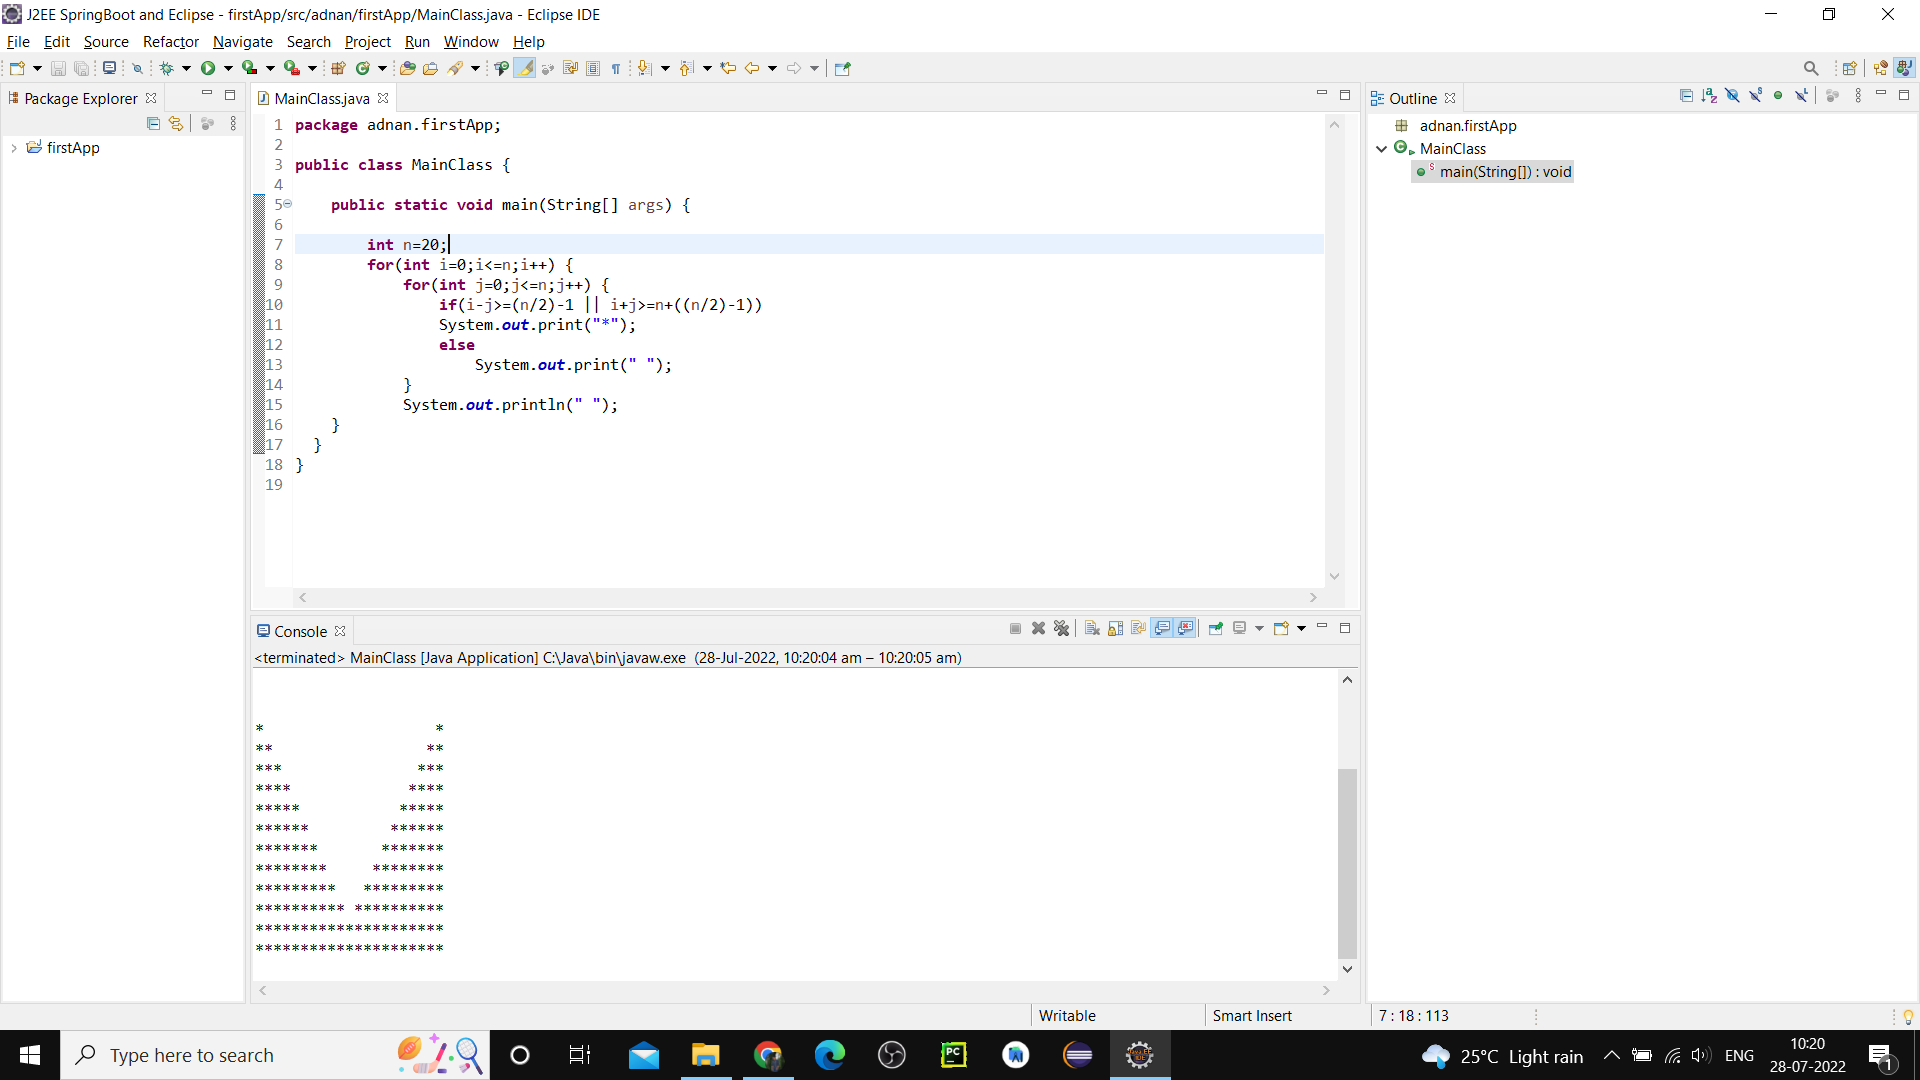 J2EE SpringBoot and Eclipse - firstApp/src/adnan/firstApp/MainClass.java - Eclipse IDE
File Edit Source Refactor Navigate Search Project Run Window Help
Package Explorer
firstApp
MainClass.java
1 package adnan.firstApp;
2
3 public class MainClass {
4
5     public static void main(String[] args) {
6
7         int n=20;
8         for(int i=0;i<=n;i++) {
9             for(int j=0;j<=n;j++) {
10                 if(i-j>=(n/2)-1 || i+j>=n+((n/2)-1))
11                 System.out.print("*");
12                 else
13                     System.out.print(" ");
14             }
15             System.out.println(" ");
16     }
17   }
18 }
19
Outline
adnan.firstApp
MainClass
main(String[]) : void
Console
<terminated> MainClass [Java Application] C:\Java\bin\javaw.exe (28-Jul-2022, 10:20:04 am – 10:20:05 am)
*                   *
**                 **
***               ***
****             ****
*****           *****
******         ******
*******       *******
********     ********
*********   *********
********** **********
*********************
*********************
Writable Smart Insert 7 : 18 : 113
Type here to search
PC
25°C Light rain
ENG
10:20
28-07-2022
1